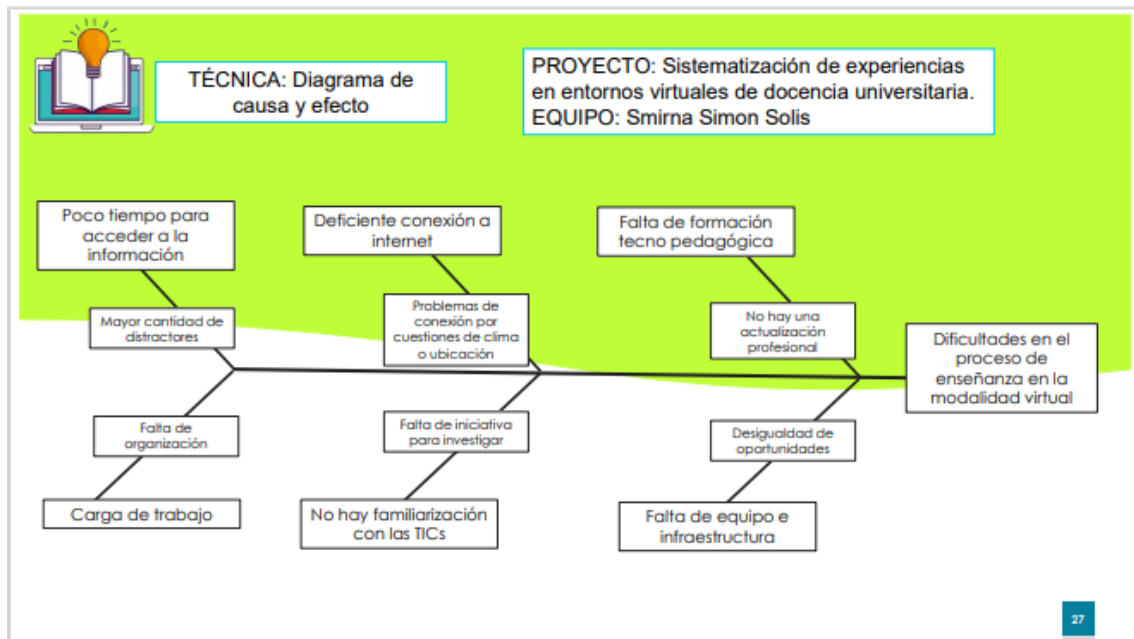 TÉCNICA: Diagrama de
causa y efecto
PROYECTO: Sistematización de experiencias
en entornos virtuales de docencia universitaria.
EQUIPO: Smirna Simon Solis
Poco tiempo para
acceder a la
información
Deficiente conexión a
internet
Falta de formación
tecno pedagógica
Mayor cantidad de
distractores
Problemas de
conexión por
cuestiones de clima
o ubicación
No hay una
actualización
profesional
Dificultades en el
proceso de
enseñanza en la
modalidad virtual
Falta de
organización
Falta de iniciativa
para investigar
Desigualdad de
oportunidades
Carga de trabajo
No hay familiarización
con las TICs
Falta de equipo e
infraestructura
27